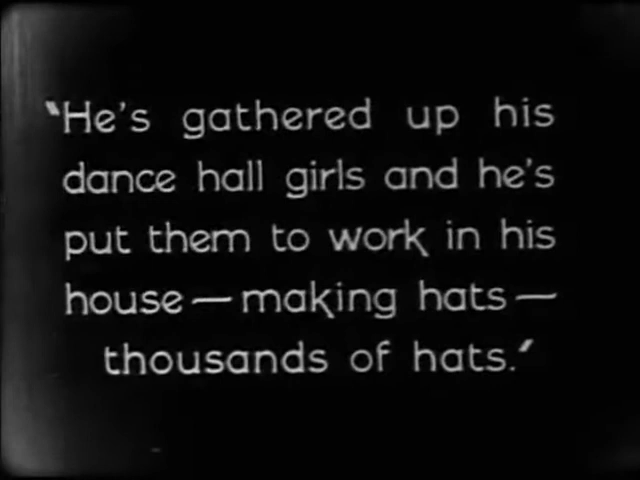 "He's gathered up his
dance hall girls and he's
put them to work in his
house — making hats —
thousands of hats."